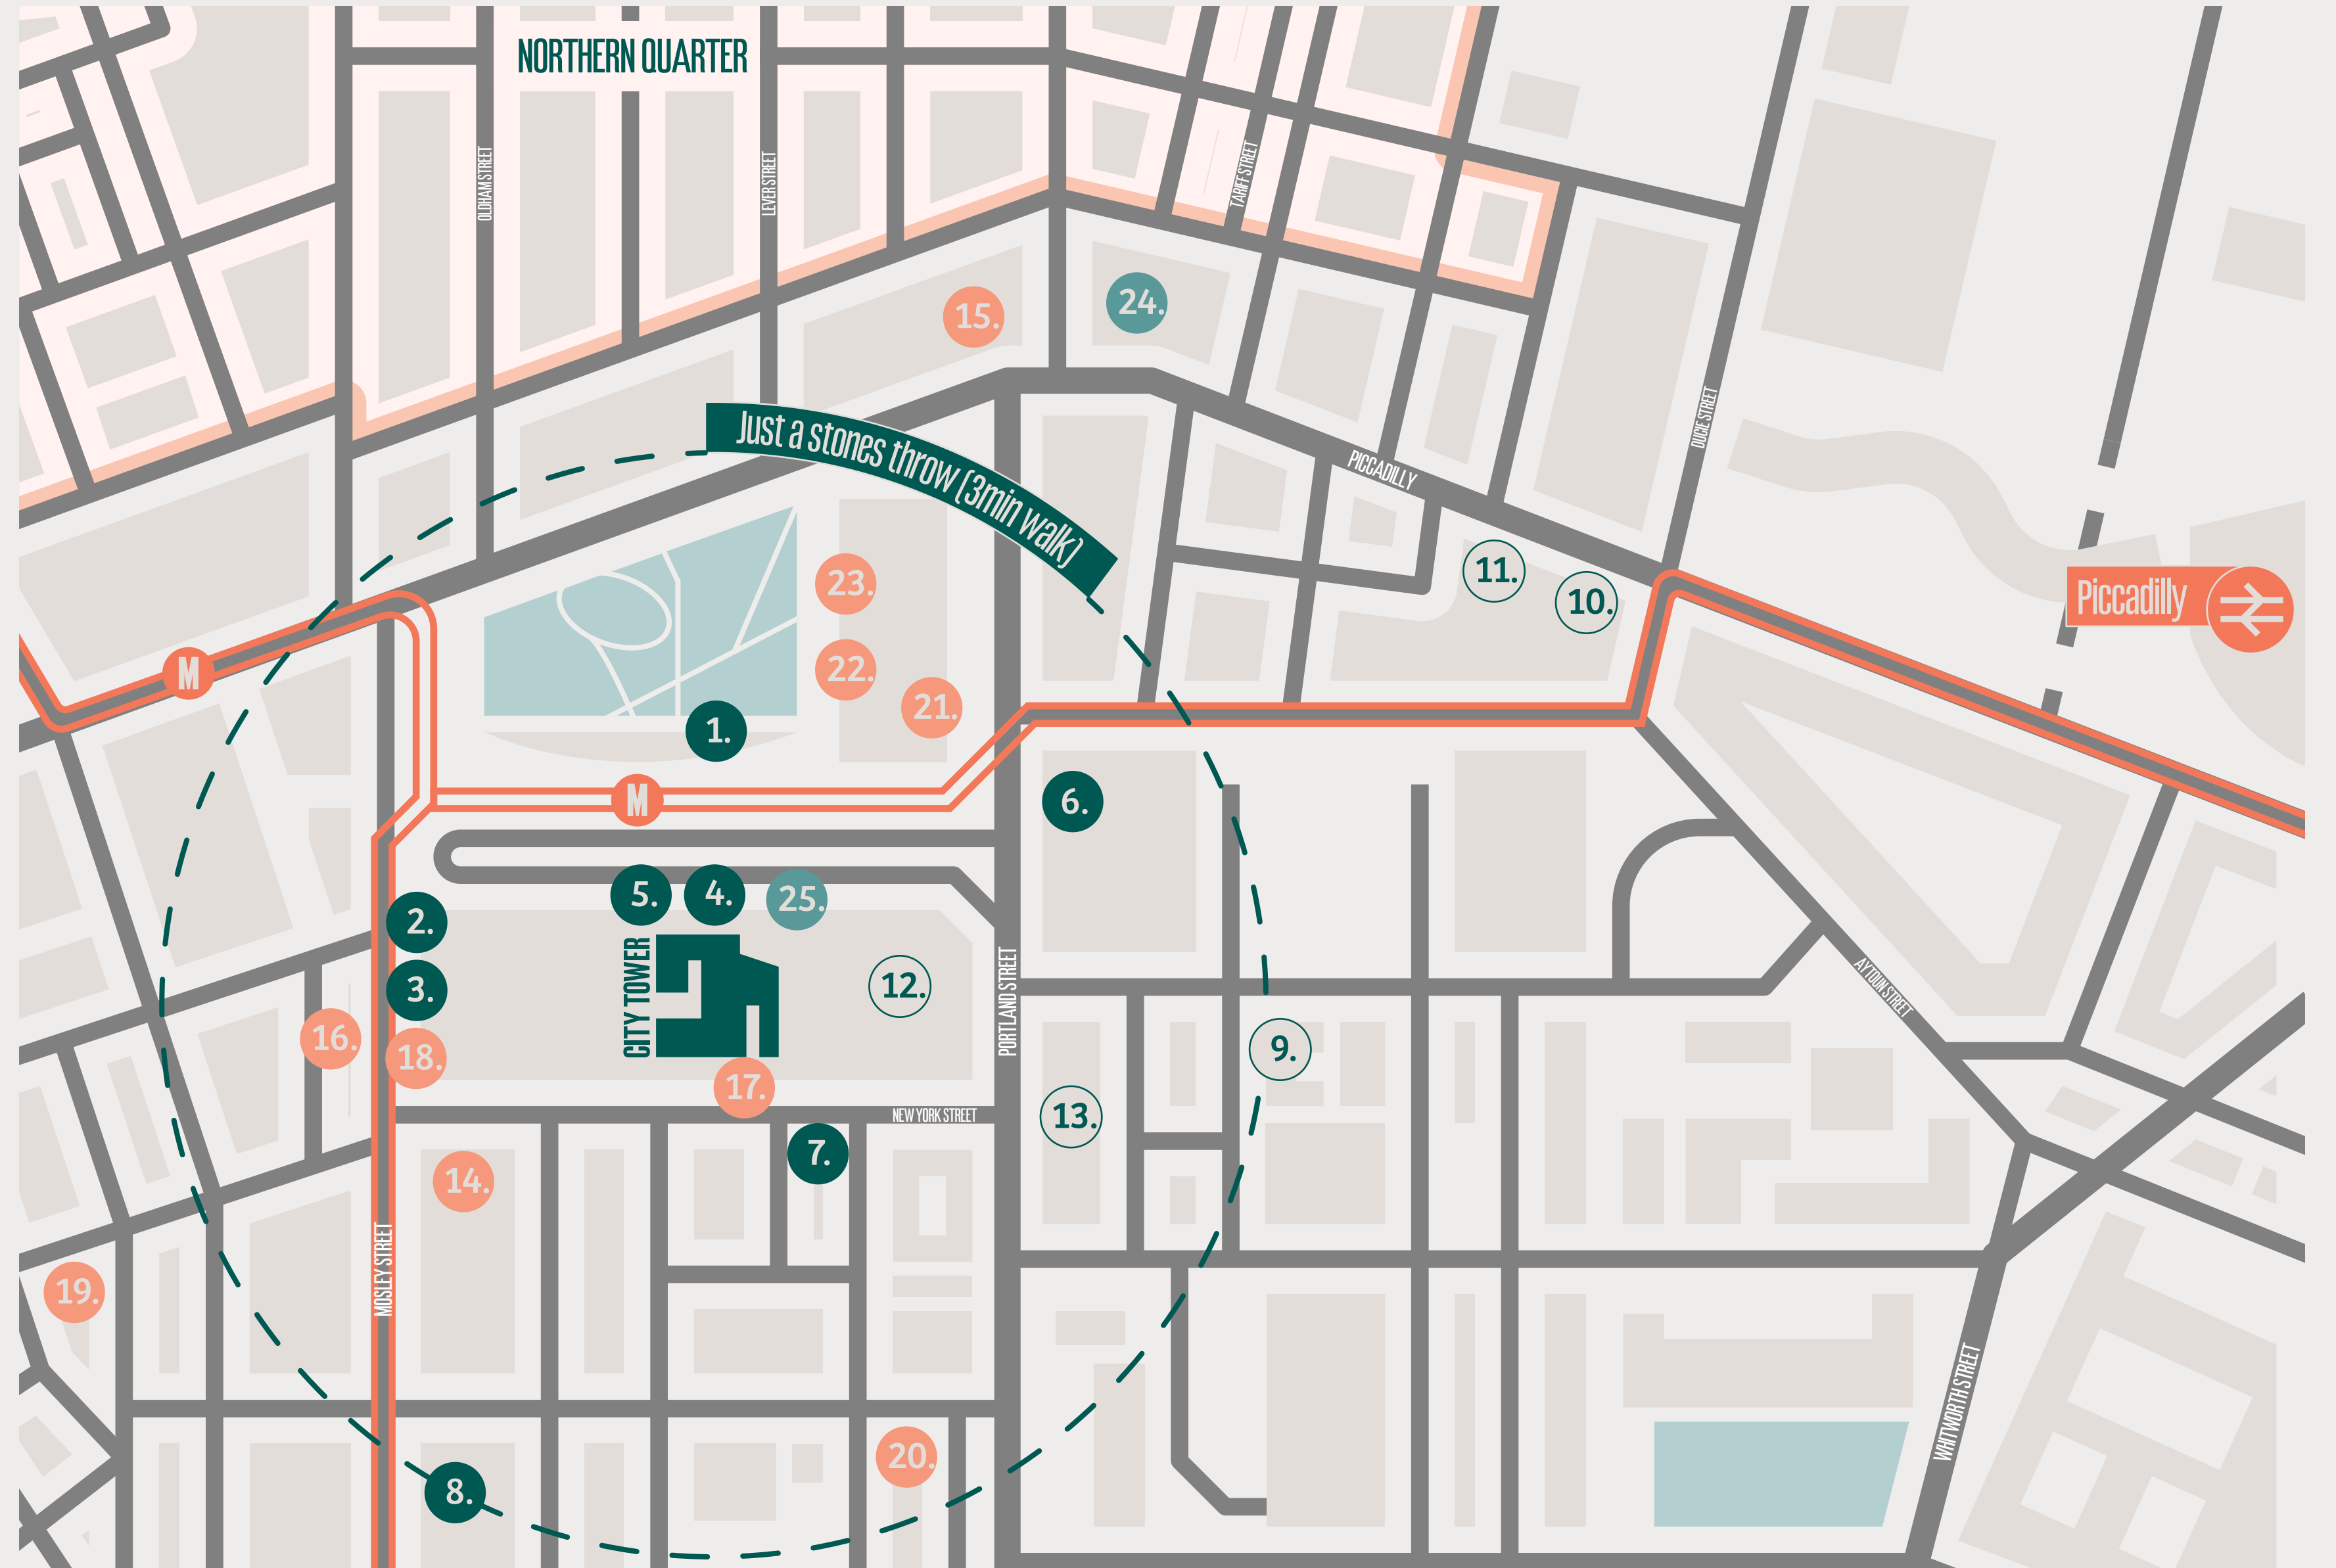 NORTHERN QUARTER
OLDHAM STREET
LEVER STREET
TARIFF STREET
15.
24.
Just a stones throw (3min walk)
PICCADILLY
DUCIE STREET
23.
11.
10.
Piccadilly
22.
M
21.
1.
M
6.
2.
5.
4.
25.
3.
CITY TOWER
12.
PORTLAND STREET
AYTOUN STREET
16.
18.
17.
9.
NEW YORK STREET
13.
7.
14.
MOSLEY STREET
19.
WHITWORTH STREET
20.
8.